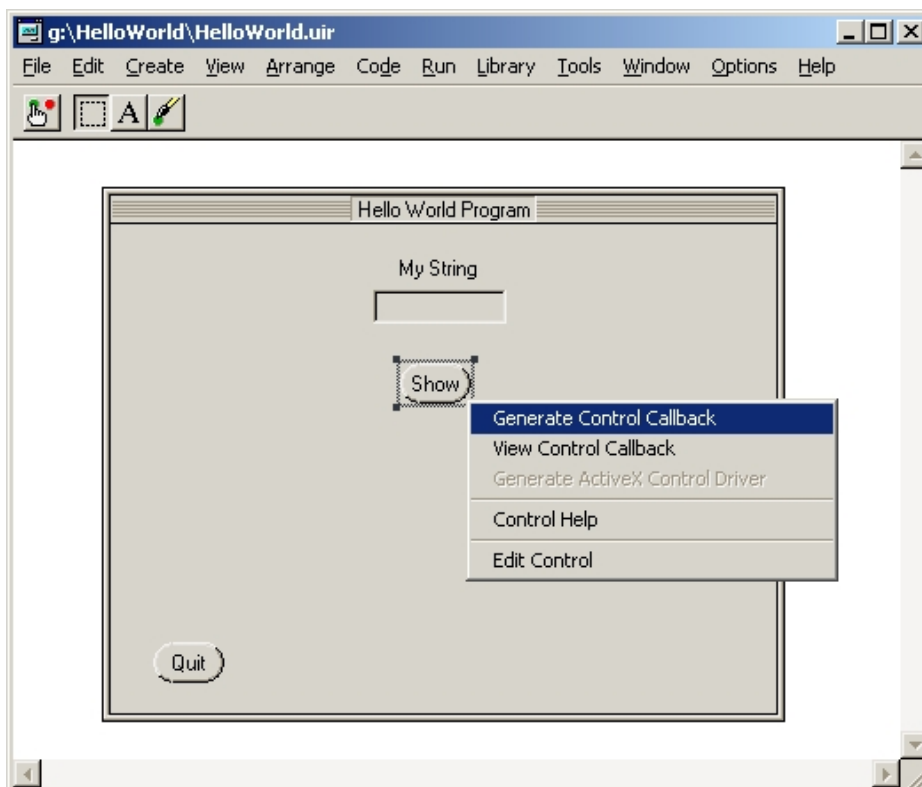 g:\HelloWorld\HelloWorld.uir
File Edit Create View Arrange Code Run Library Tools Window Options Help
A
Hello World Program
My String
Show
Generate Control Callback
View Control Callback
Generate ActiveX Control Driver
Control Help
Edit Control
Quit